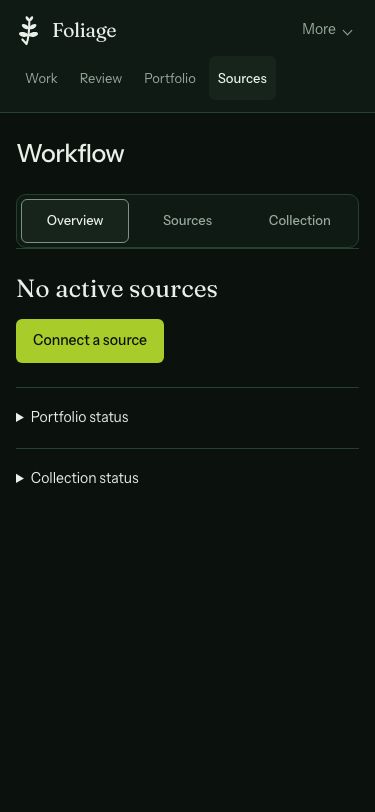 Foliage
More
Work Review Portfolio Sources
Workflow
Overview Sources Collection
No active sources
Connect a source
Portfolio status
Collection status